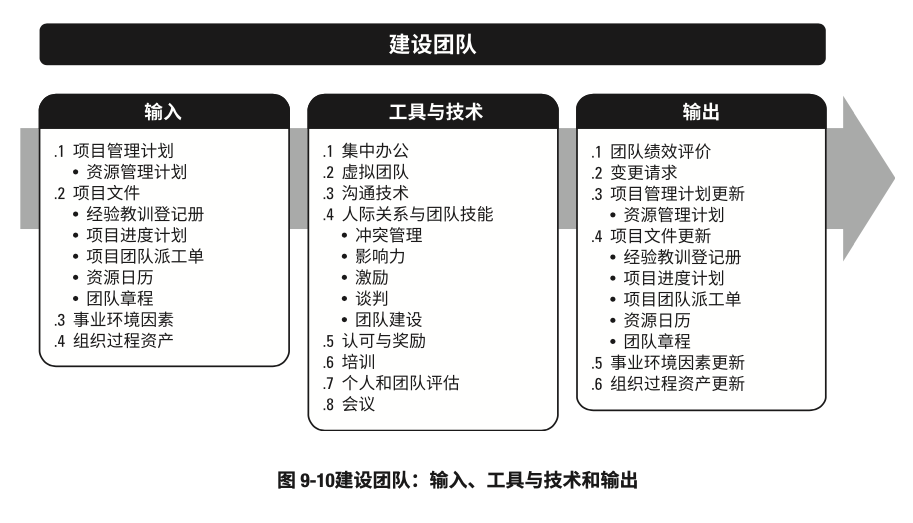 建设团队
输入
.1 项目管理计划
• 资源管理计划
.2 项目文件
• 经验教训登记册
• 项目进度计划
• 项目团队派工单
• 资源日历
• 团队章程
.3 事业环境因素
.4 组织过程资产
工具与技术
.1 集中办公
.2 虚拟团队
.3 沟通技术
.4 人际关系与团队技能
• 冲突管理
• 影响力
• 激励
• 谈判
• 团队建设
.5 认可与奖励
.6 培训
.7 个人和团队评估
.8 会议
输出
.1 团队绩效评价
.2 变更请求
.3 项目管理计划更新
• 资源管理计划
.4 项目文件更新
• 经验教训登记册
• 项目进度计划
• 项目团队派工单
• 资源日历
• 团队章程
.5 事业环境因素更新
.6 组织过程资产更新
图 9-10建设团队：输入、工具与技术和输出